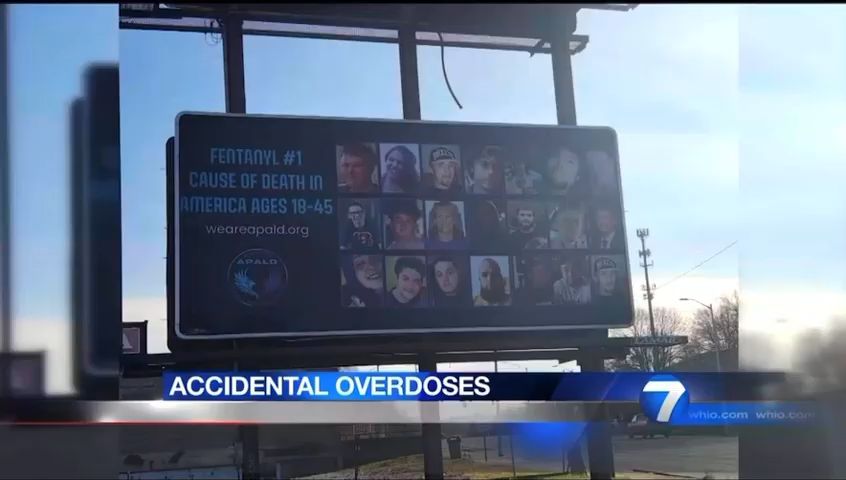 FENTANYL #1
CAUSE OF DEATH IN
AMERICA AGES 18-45
weareapald.org
APALD
ACCIDENTAL OVERDOSES
7
whio.com whio.com